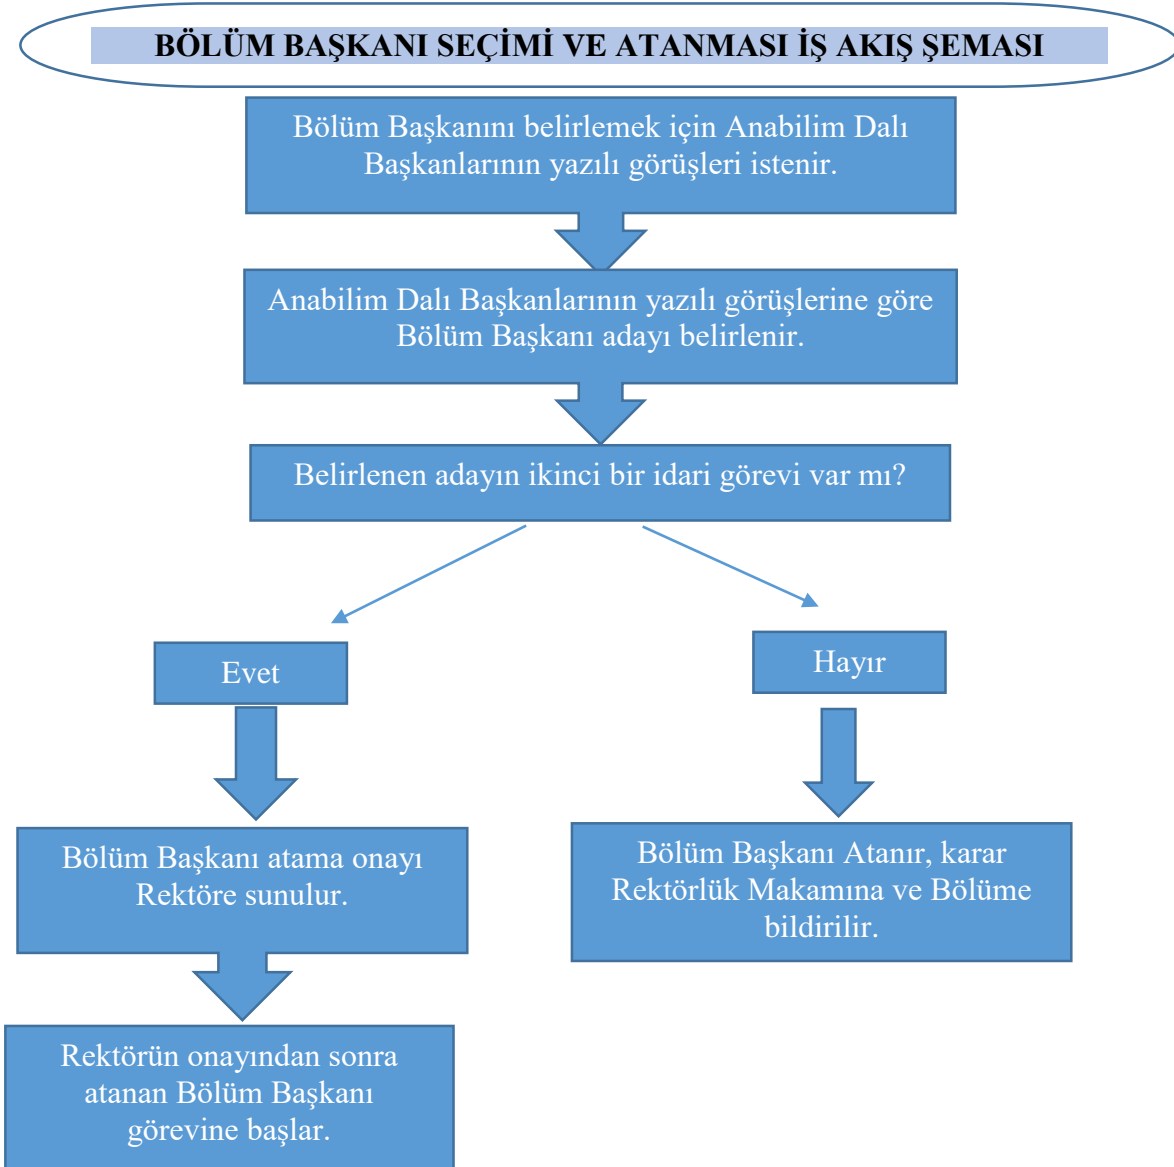 BÖLÜM BAŞKANI SEÇİMİ VE ATANMASI İŞ AKIŞ ŞEMASI
Bölüm Başkanını belirlemek için Anabilim Dalı
Başkanlarının yazılı görüşleri istenir.
Anabilim Dalı Başkanlarının yazılı görüşlerine göre
Bölüm Başkanı adayı belirlenir.
Belirlenen adayın ikinci bir idari görevi var mı?
Evet
Hayır
Bölüm Başkanı atama onayı
Rektöre sunulur.
Bölüm Başkanı Atanır, karar
Rektörlük Makamına ve Bölüme
bildirilir.
Rektörün onayından sonra
atanan Bölüm Başkanı
görevine başlar.